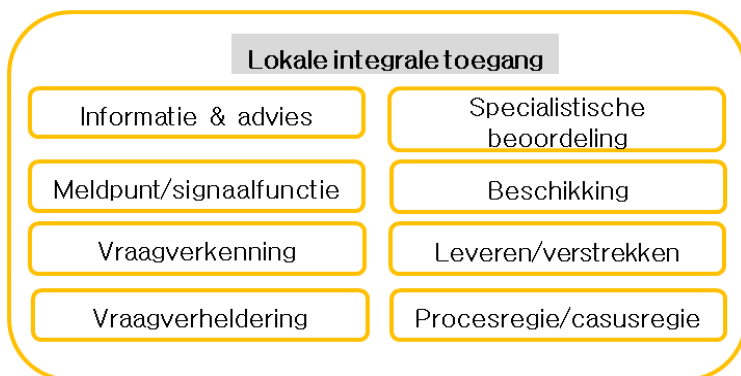 Lokale integrale toegang
Informatie & advies
Specialistische
beoordeling
Meldpunt/signaalfunctie
Beschikking
Vraagverkenning
Leveren/verstrekken
Vraagverheldering
Procesregie/casusregie